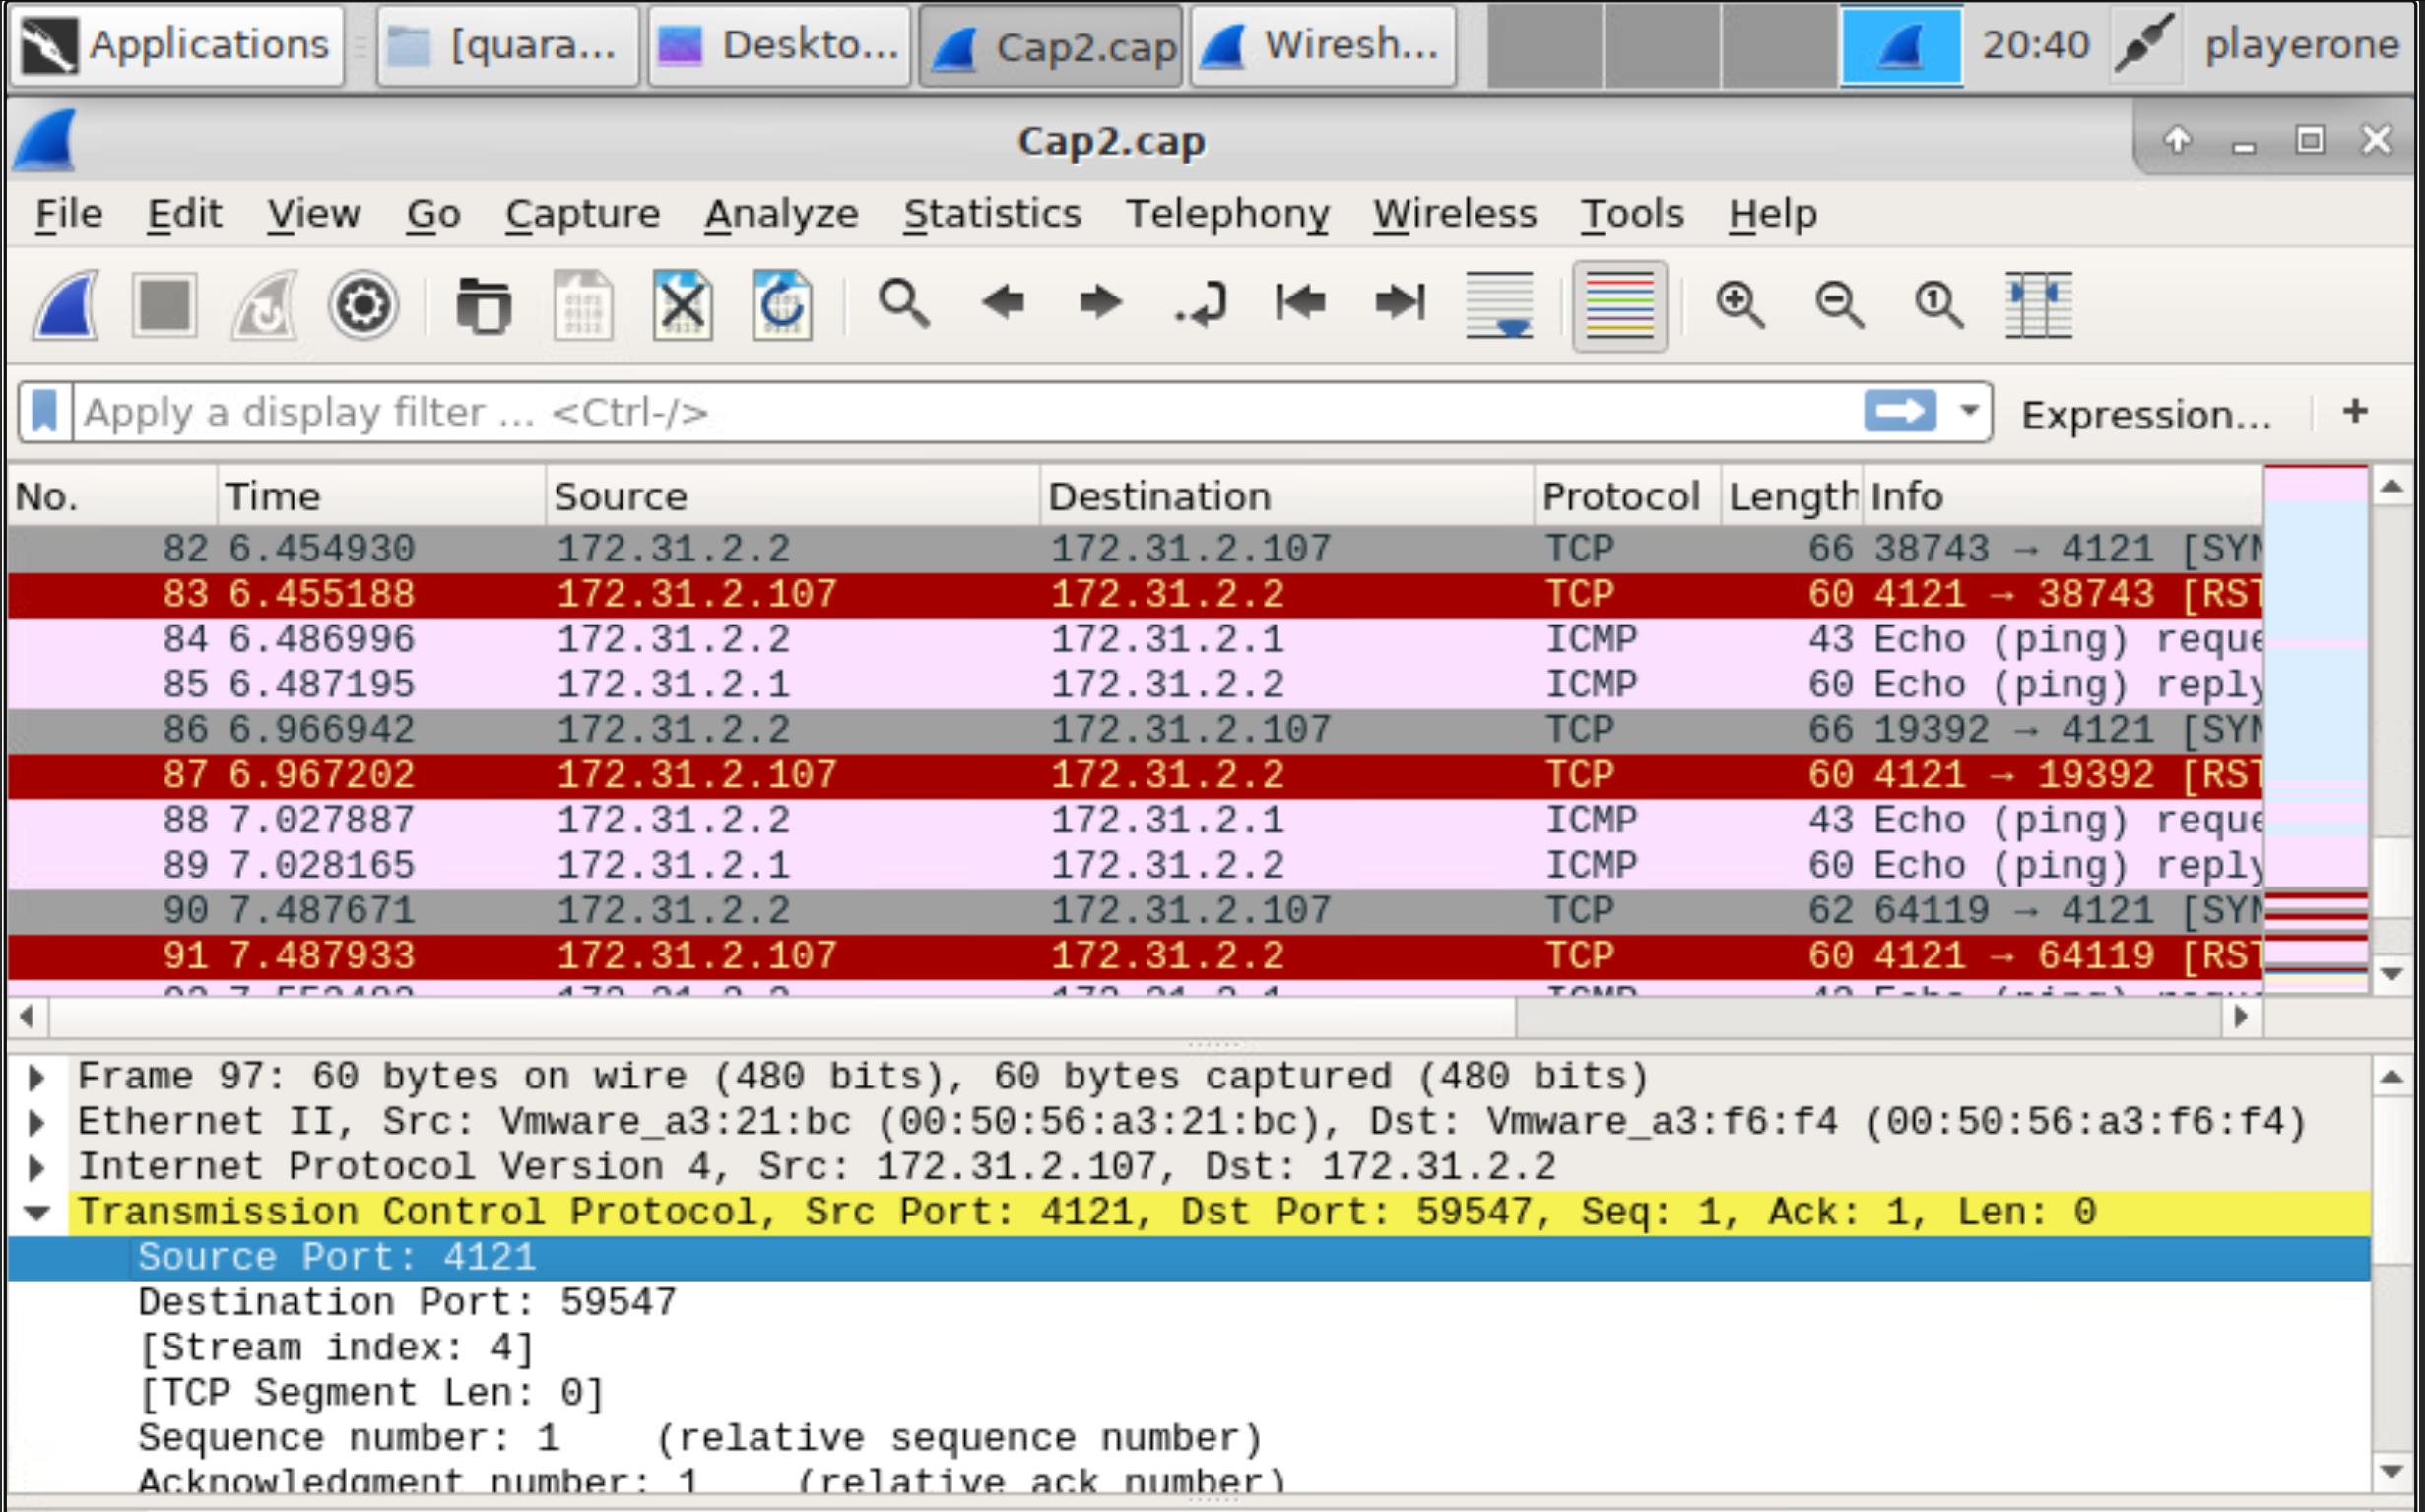 Applications [quara... Deskto... Cap2.cap Wiresh... 20:40 playerone
Cap2.cap
File Edit View Go Capture Analyze Statistics Telephony Wireless Tools Help
Apply a display filter ... <Ctrl-/> Expression... +
No. Time Source Destination Protocol Length Info
82 6.454930 172.31.2.2 172.31.2.107 TCP 66 38743 → 4121 [SYN
83 6.455188 172.31.2.107 172.31.2.2 TCP 60 4121 → 38743 [RST
84 6.486996 172.31.2.2 172.31.2.1 ICMP 43 Echo (ping) reque
85 6.487195 172.31.2.1 172.31.2.2 ICMP 60 Echo (ping) reply
86 6.966942 172.31.2.2 172.31.2.107 TCP 66 19392 → 4121 [SYN
87 6.967202 172.31.2.107 172.31.2.2 TCP 60 4121 → 19392 [RST
88 7.027887 172.31.2.2 172.31.2.1 ICMP 43 Echo (ping) reque
89 7.028165 172.31.2.1 172.31.2.2 ICMP 60 Echo (ping) reply
90 7.487671 172.31.2.2 172.31.2.107 TCP 62 64119 → 4121 [SYN
91 7.487933 172.31.2.107 172.31.2.2 TCP 60 4121 → 64119 [RST
Frame 97: 60 bytes on wire (480 bits), 60 bytes captured (480 bits)
Ethernet II, Src: Vmware_a3:21:bc (00:50:56:a3:21:bc), Dst: Vmware_a3:f6:f4 (00:50:56:a3:f6:f4)
Internet Protocol Version 4, Src: 172.31.2.107, Dst: 172.31.2.2
Transmission Control Protocol, Src Port: 4121, Dst Port: 59547, Seq: 1, Ack: 1, Len: 0
Source Port: 4121
Destination Port: 59547
[Stream index: 4]
[TCP Segment Len: 0]
Sequence number: 1 (relative sequence number)
Acknowledgment number: 1 (relative ack number)